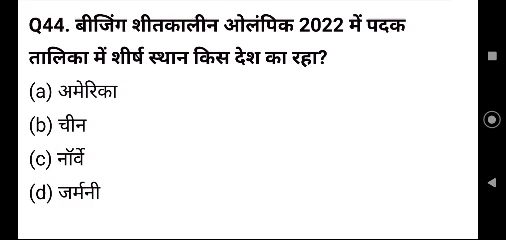 Q44. बीजिंग शीतकालीन ओलंपिक 2022 में पदक
तालिका में शीर्ष स्थान किस देश का रहा?
(a) अमेरिका
(b) चीन
(c) नॉर्वे
(d) जर्मनी